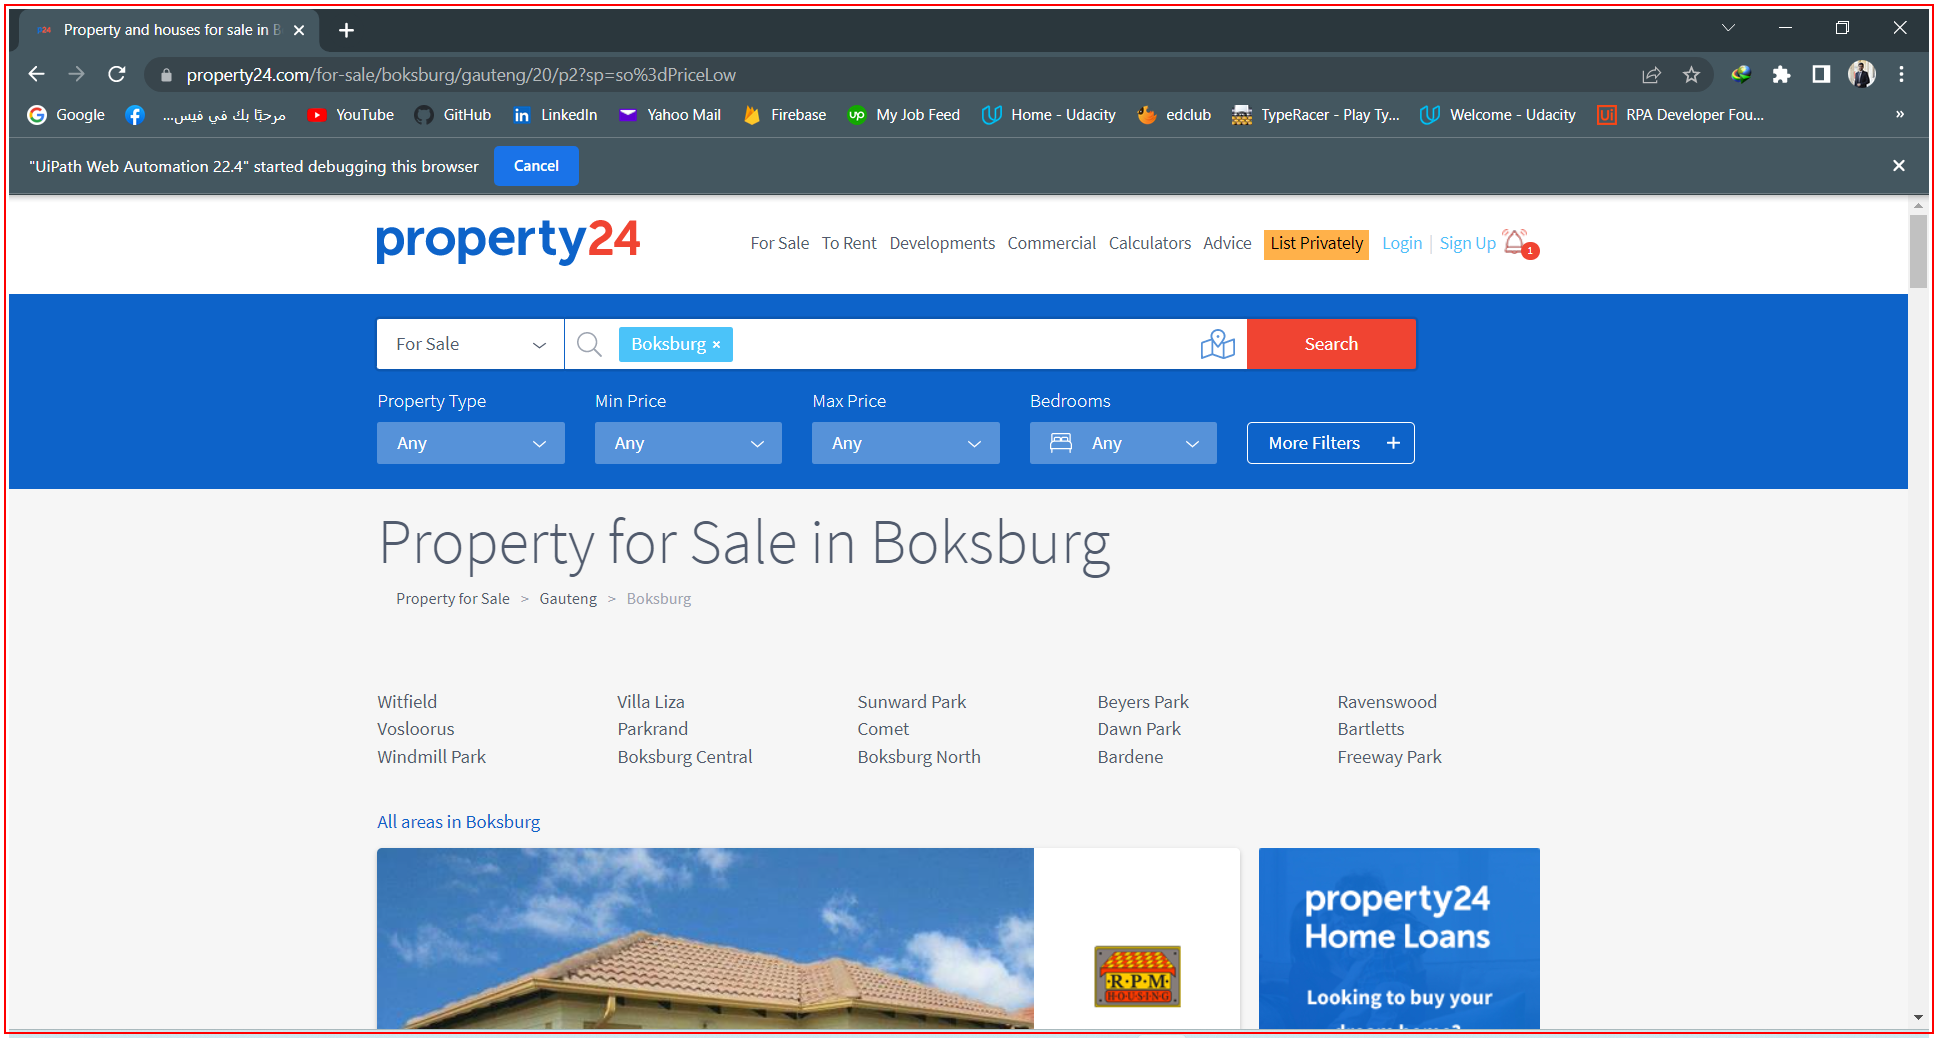 Property and houses for sale in B
property24.com/for-sale/boksburg/gauteng/20/p2?sp=so%3dPriceLow
Google مرحبًا بك في فيس... YouTube GitHub LinkedIn Yahoo Mail Firebase My Job Feed Home - Udacity edclub TypeRacer - Play Ty... Welcome - Udacity RPA Developer Fou... »
"UiPath Web Automation 22.4" started debugging this browser Cancel
property24 For Sale To Rent Developments Commercial Calculators Advice List Privately Login | Sign Up 1
For Sale Boksburg × Search
Property Type Min Price Max Price Bedrooms
Any Any Any Any More Filters +
Property for Sale in Boksburg
Property for Sale > Gauteng > Boksburg
Witfield Villa Liza Sunward Park Beyers Park Ravenswood
Vosloorus Parkrand Comet Dawn Park Bartletts
Windmill Park Boksburg Central Boksburg North Bardene Freeway Park
All areas in Boksburg
property24
Home Loans
R·P·M
HOUSING
Looking to buy your
dream home?